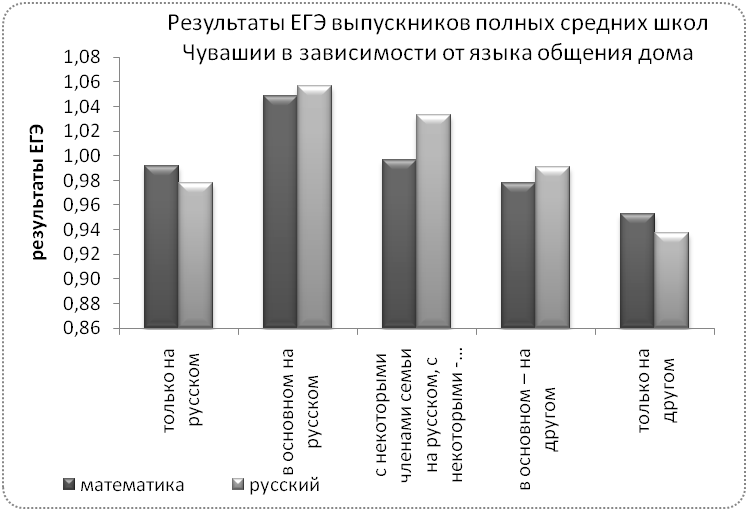 Результаты ЕГЭ выпускников полных средних школ
Чувашии в зависимости от языка общения дома
результаты ЕГЭ
1,08
1,06
1,04
1,02
1,00
0,98
0,96
0,94
0,92
0,90
0,88
0,86
только на
русском
в основном на
русском
с некоторыми
членами семьи
на русском, с
некоторыми -...
в основном – на
другом
только на
другом
математика
русский